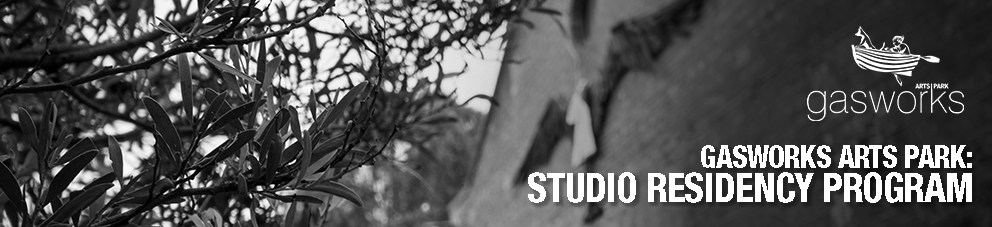 ARTS|PARK
gasworks
GASWORKS ARTS PARK:
STUDIO RESIDENCY PROGRAM